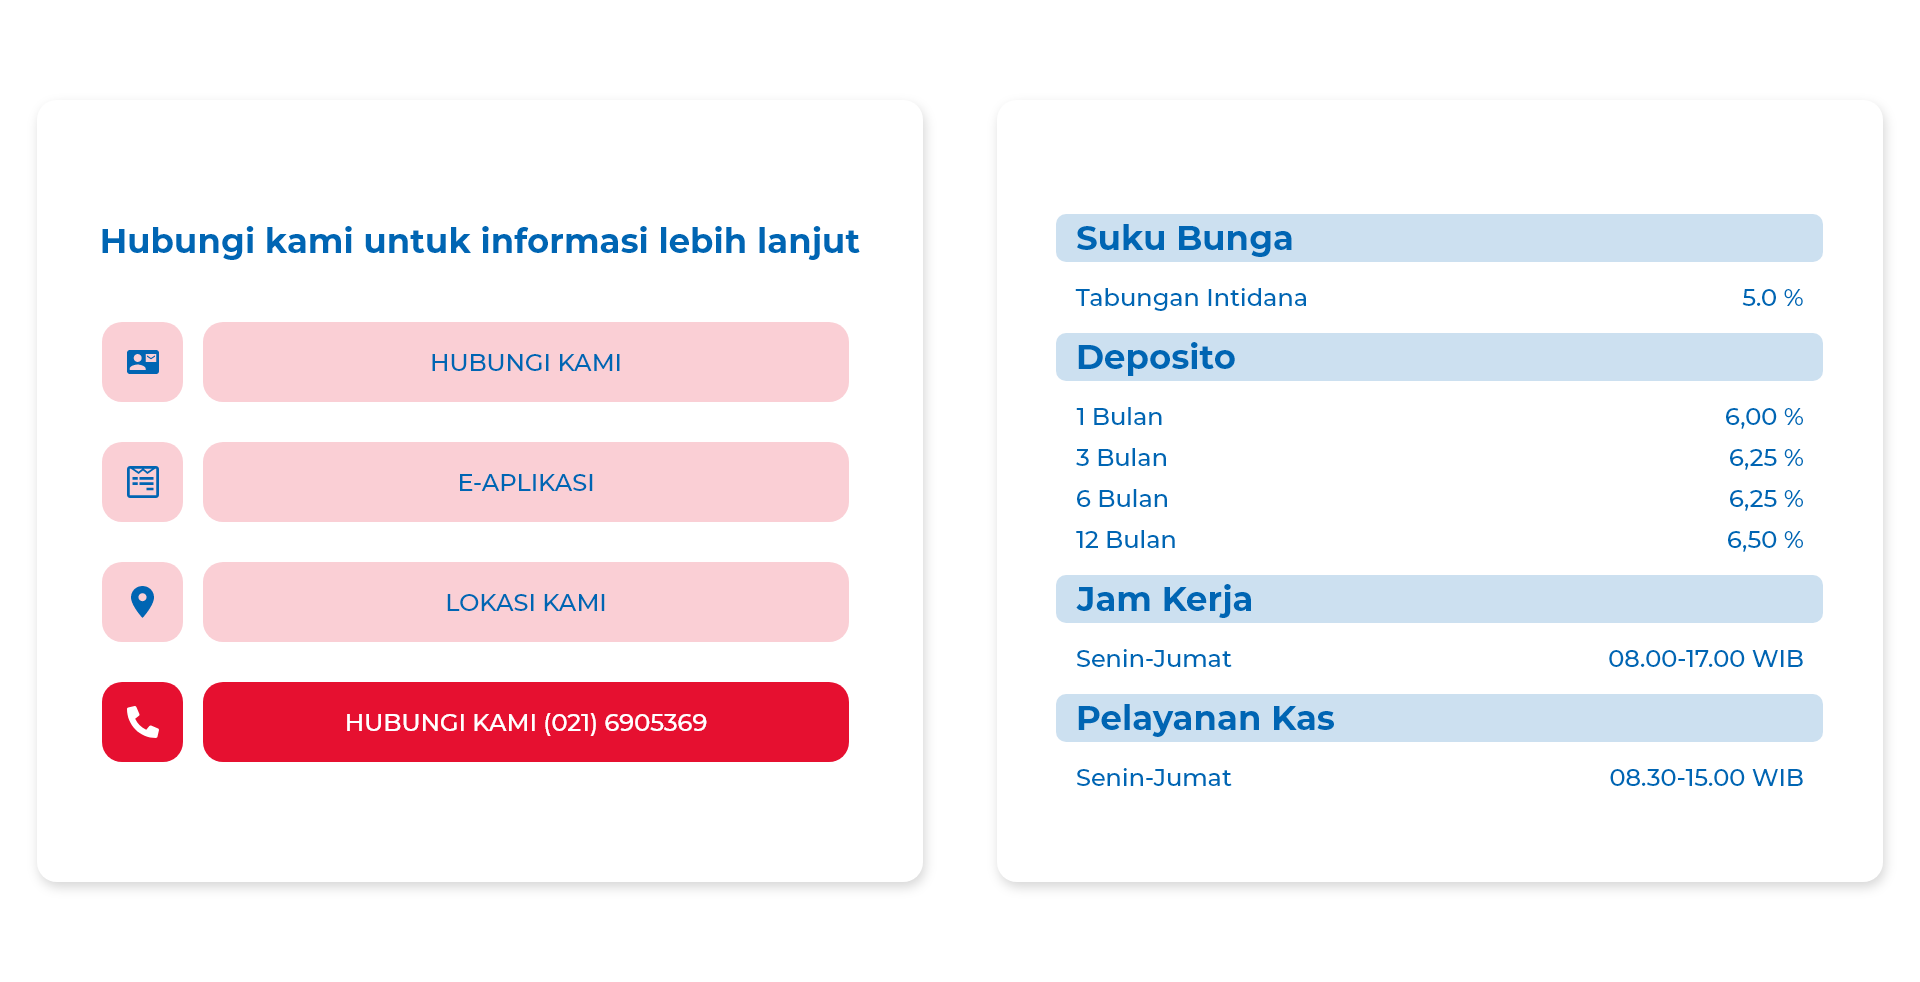 Hubungi kami untuk informasi lebih lanjut
HUBUNGI KAMI
E-APLIKASI
LOKASI KAMI
HUBUNGI KAMI (021) 6905369
Suku Bunga
Tabungan Intidana 5.0 %
Deposito
1 Bulan 6,00 %
3 Bulan 6,25 %
6 Bulan 6,25 %
12 Bulan 6,50 %
Jam Kerja
Senin-Jumat 08.00-17.00 WIB
Pelayanan Kas
Senin-Jumat 08.30-15.00 WIB